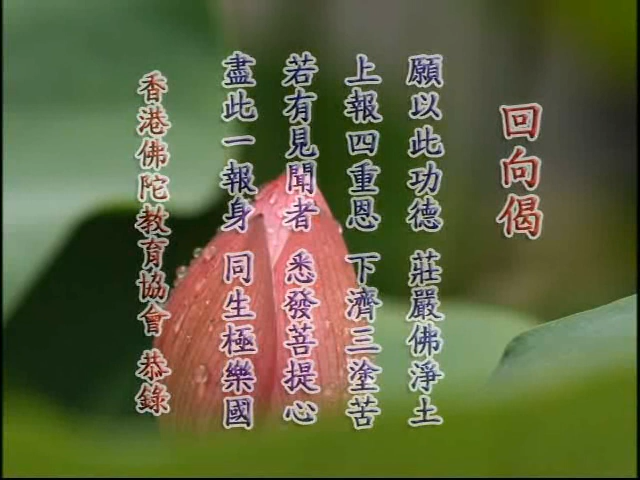 回向偈
願以此功德 莊嚴佛淨土
上報四重恩 下濟三塗苦
若有見聞者 悉發菩提心
盡此一報身 同生極樂國
香港佛陀教育協會 恭錄